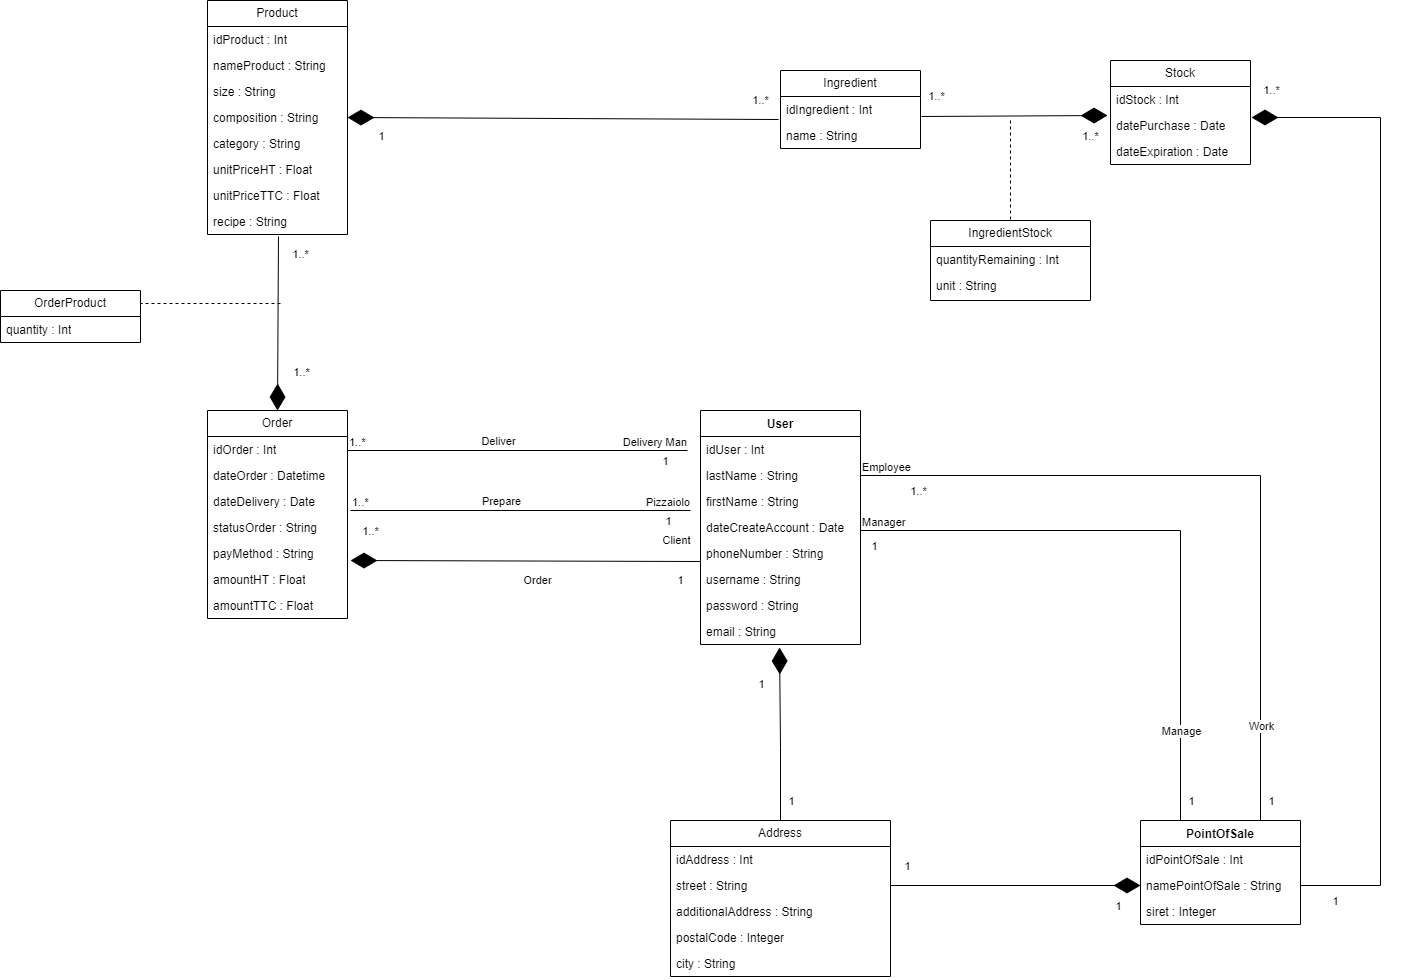 Product
idProduct : Int
nameProduct : String
size : String
composition : String
category : String
unitPriceHT : Float
unitPriceTTC : Float
recipe : String
1
1..*
Ingredient
idIngredient : Int
name : String
1..*
1..*
Stock
idStock : Int
datePurchase : Date
dateExpiration : Date
1..*
IngredientStock
quantityRemaining : Int
unit : String
1..*
OrderProduct
quantity : Int
1..*
Order
idOrder : Int
dateOrder : Datetime
dateDelivery : Date
statusOrder : String
payMethod : String
amountHT : Float
amountTTC : Float
1..*
Deliver
Delivery Man
1
1..*
Prepare
Pizzaiolo
1
1..*
Client
Order
1
User
idUser : Int
lastName : String
firstName : String
dateCreateAccount : Date
phoneNumber : String
username : String
password : String
email : String
Employee
1..*
Manager
1
1
Manage
Work
1
1
1
Address
idAddress : Int
street : String
additionalAddress : String
postalCode : Integer
city : String
1
1
PointOfSale
idPointOfSale : Int
namePointOfSale : String
siret : Integer
1